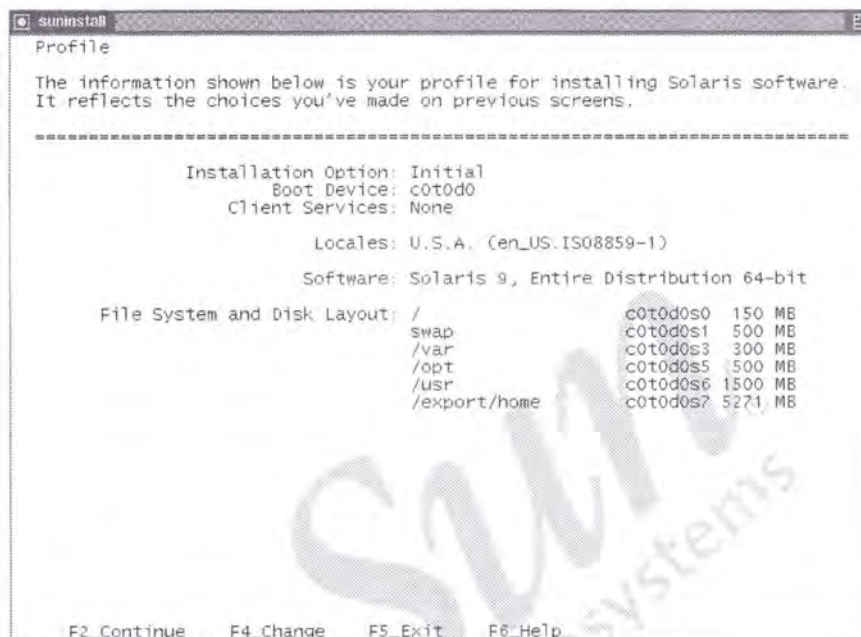 suninstall
Profile
The information shown below is your profile for installing Solaris software.
It reflects the choices you've made on previous screens.
================================================================================
Installation Option: Initial
Boot Device: c0t0d0
Client Services: None
Locales: U.S.A. (en_US.ISO8859-1)
Software: Solaris 9, Entire Distribution 64-bit
File System and Disk Layout: / c0t0d0s0 150 MB
swap c0t0d0s1 500 MB
/var c0t0d0s3 300 MB
/opt c0t0d0s5 500 MB
/usr c0t0d0s6 1500 MB
/export/home c0t0d0s7 5271 MB
Sun
systems
F2_Continue F4_Change F5_Exit F6_Help